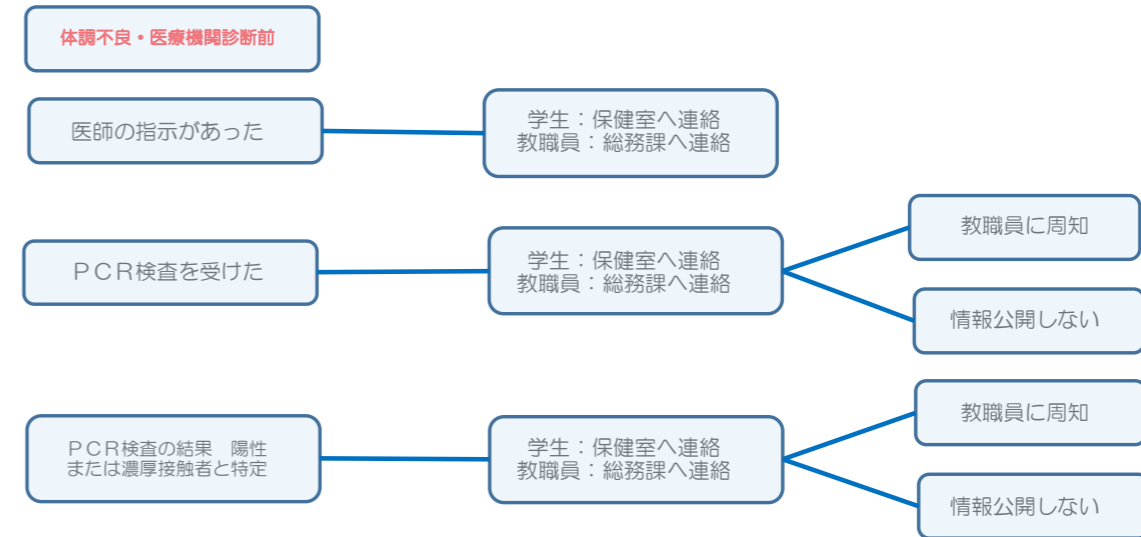 体調不良・医療機関診断前
医師の指示があった
学生：保健室へ連絡
教職員：総務課へ連絡
ＰＣＲ検査を受けた
学生：保健室へ連絡
教職員：総務課へ連絡
教職員に周知
情報公開しない
ＰＣＲ検査の結果　陽性
または濃厚接触者と特定
学生：保健室へ連絡
教職員：総務課へ連絡
教職員に周知
情報公開しない